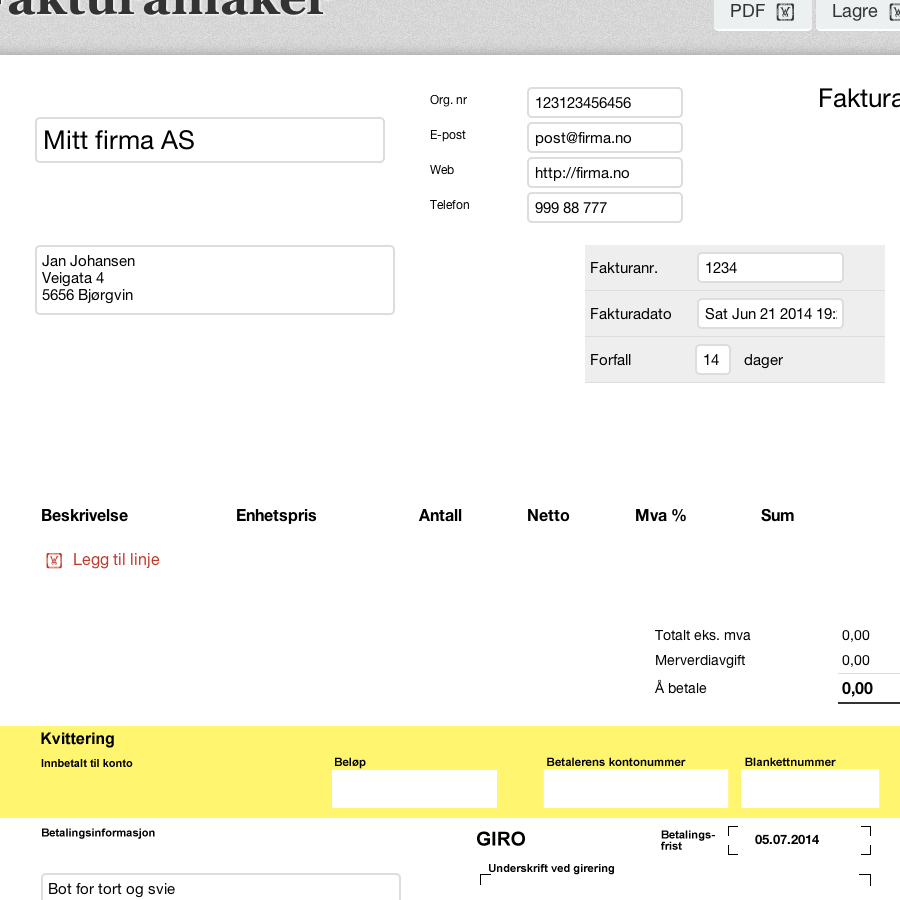 Fakturamaker
PDF
Lagre
Faktura
Mitt firma AS
Org. nr
123123456456
E-post
post@firma.no
Web
http://firma.no
Telefon
999 88 777
Jan Johansen
Veigata 4
5656 Bjørgvin
Fakturanr.
1234
Fakturadato
Sat Jun 21 2014 19:
Forfall
14
dager
Beskrivelse Enhetspris Antall Netto Mva % Sum
Legg til linje
Totalt eks. mva 0,00
Merverdiavgift 0,00
Å betale 0,00
Kvittering
Innbetalt til konto
Beløp
Betalerens kontonummer
Blankettnummer
Betalingsinformasjon
GIRO
Betalings-
frist
05.07.2014
Underskrift ved girering
Bot for tort og svie